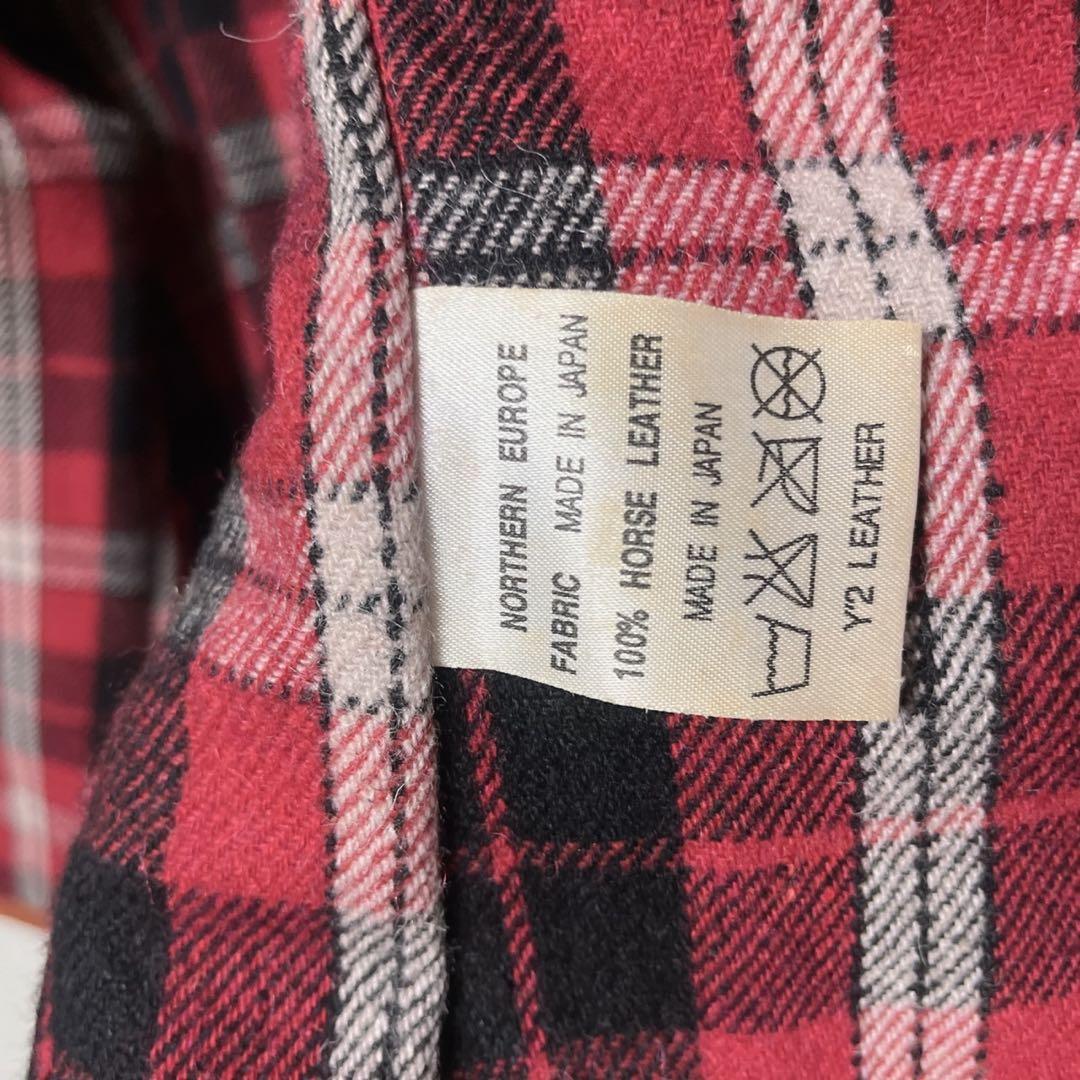 NORTHERN EUROPE
FABRIC MADE IN JAPAN
100% HORSE LEATHER
MADE IN JAPAN
Y'2 LEATHER